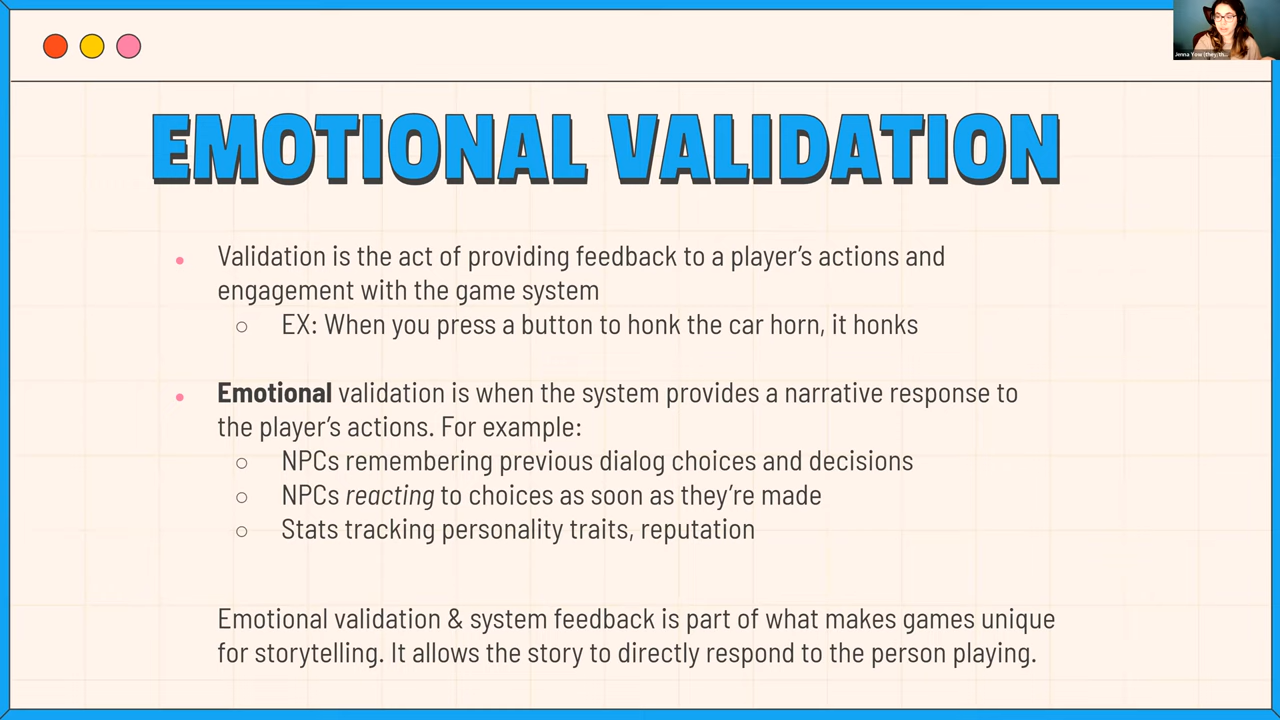 Jenna Yow (they/th...
EMOTIONAL VALIDATION
• Validation is the act of providing feedback to a player's actions and
engagement with the game system
○ EX: When you press a button to honk the car horn, it honks
• Emotional validation is when the system provides a narrative response to
the player's actions. For example:
○ NPCs remembering previous dialog choices and decisions
○ NPCs reacting to choices as soon as they're made
○ Stats tracking personality traits, reputation
Emotional validation & system feedback is part of what makes games unique
for storytelling. It allows the story to directly respond to the person playing.